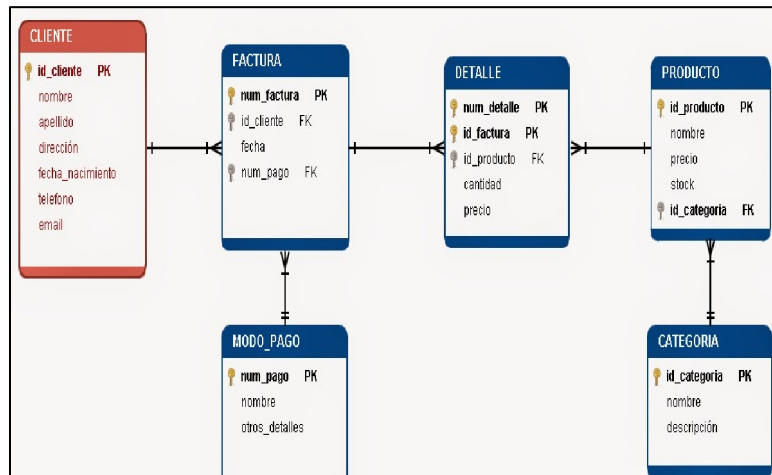 CLIENTE
id_cliente PK
nombre
apellido
dirección
fecha_nacimiento
telefono
email
FACTURA
num_factura PK
id_cliente FK
fecha
num_pago FK
DETALLE
num_detalle PK
id_factura PK
id_producto FK
cantidad
precio
PRODUCTO
id_producto PK
nombre
precio
stock
id_categoria FK
MODO_PAGO
num_pago PK
nombre
otros_detalles
CATEGORIA
id_categoria PK
nombre
descripción